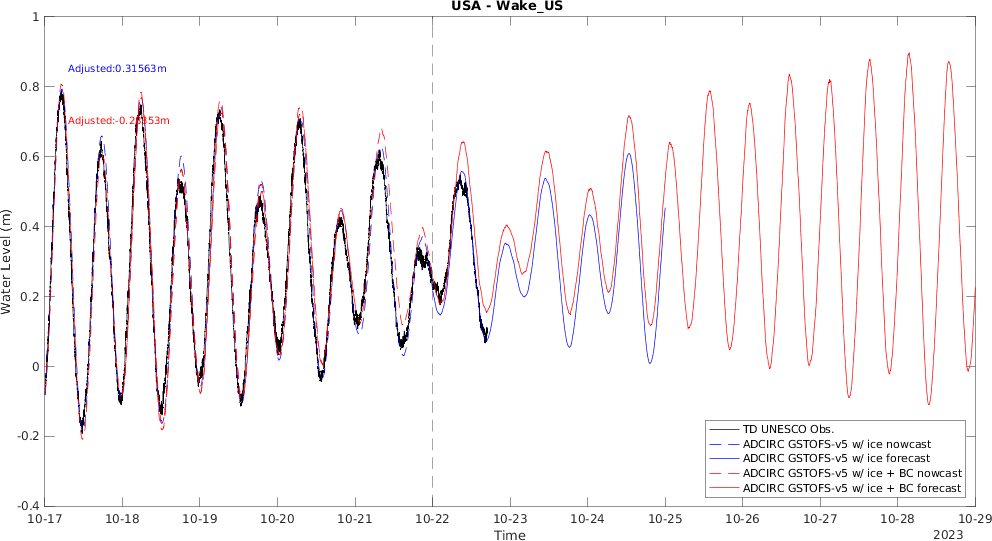 USA - Wake_US
1
0.8
0.6
0.4
0.2
0
-0.2
-0.4
Water Level (m)
Adjusted:0.31563m
10-17
10-18
10-19
10-20
10-21
10-22
10-23
10-24
10-25
10-26
10-27
10-28
10-29
Time
2023
TD UNESCO Obs.
ADCIRC GSTOFS-v5 w/ ice nowcast
ADCIRC GSTOFS-v5 w/ ice forecast
ADCIRC GSTOFS-v5 w/ ice + BC nowcast
ADCIRC GSTOFS-v5 w/ ice + BC forecast